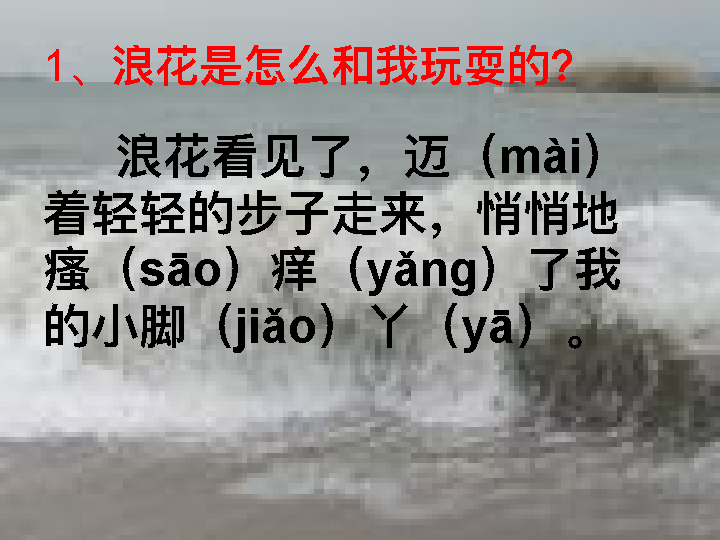 1、浪花是怎么和我玩耍的？
浪花看见了，迈（mài）
着轻轻的步子走来，悄悄地
瘙（sāo）痒（yǎng）了我
的小脚（jiǎo）丫（yā）。